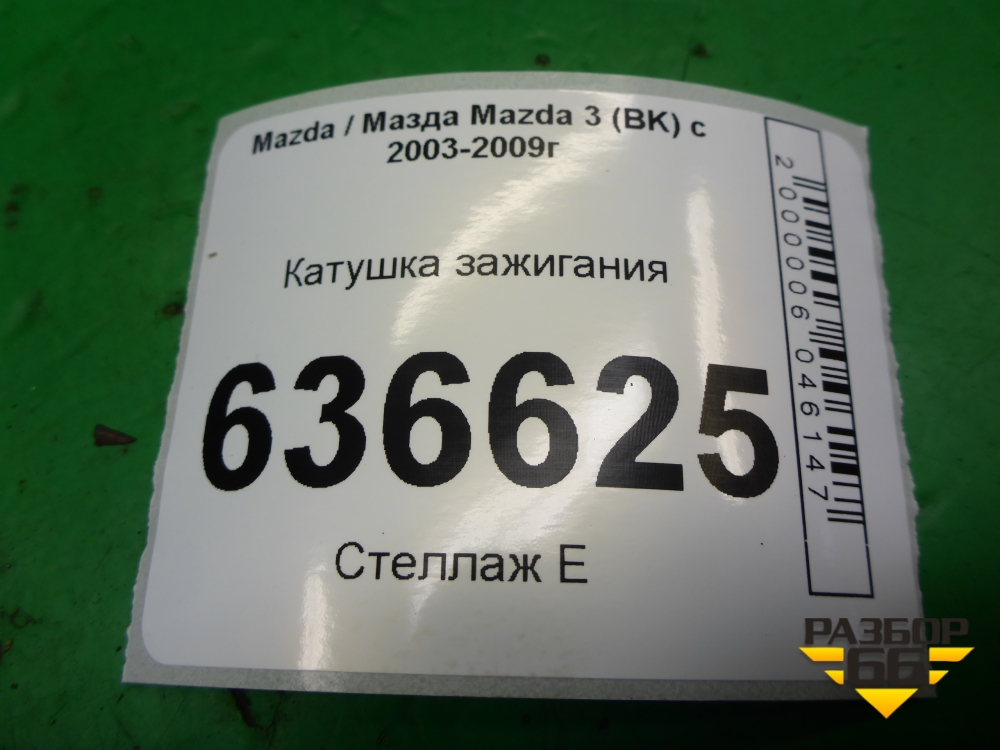 Mazda / Мазда Mazda 3 (BK) с
2003-2009г
Катушка зажигания
636625
Стеллаж Е
2000006046147
РАЗБОР
66